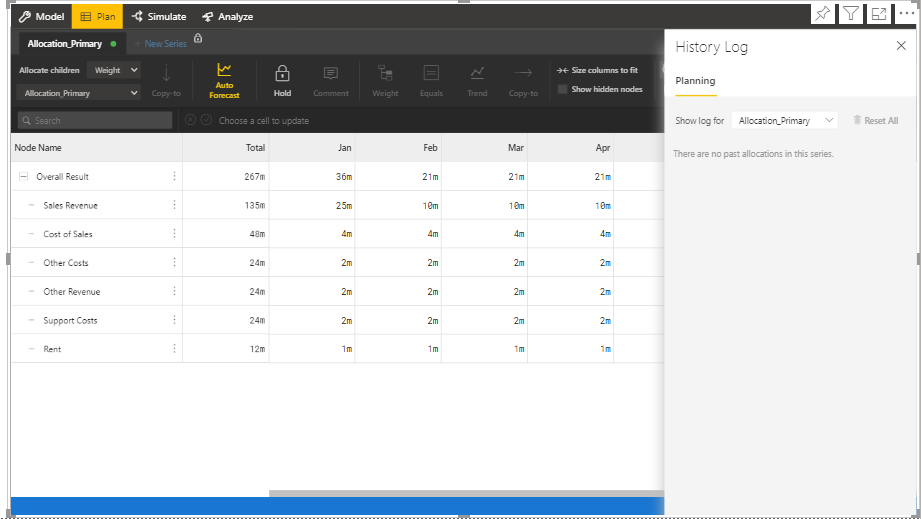 Model Plan Simulate Analyze
Allocation_Primary + New Series
History Log
Allocate children Weight
Allocation_Primary
Copy-to
Auto Forecast
Hold
Comment
Weight
Equals
Trend
Copy-to
Size columns to fit
Show hidden nodes
Planning
Search
Choose a cell to update
Show log for Allocation_Primary Reset All
There are no past allocations in this series.
Node Name Total Jan Feb Mar Apr
Overall Result 267m 36m 21m 21m 21m
Sales Revenue 135m 25m 10m 10m 10m
Cost of Sales 48m 4m 4m 4m 4m
Other Costs 24m 2m 2m 2m 2m
Other Revenue 24m 2m 2m 2m 2m
Support Costs 24m 2m 2m 2m 2m
Rent 12m 1m 1m 1m 1m